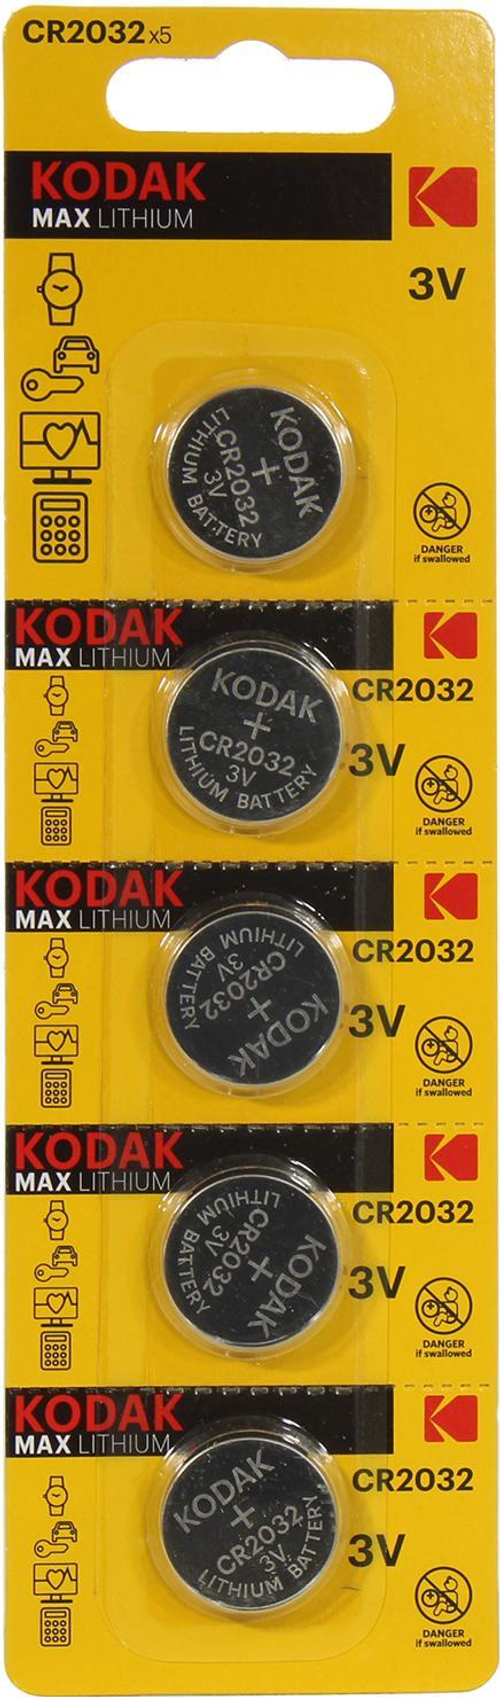 CR2032 x5
KODAK
MAX LITHIUM
3V
KODAK
+
CR2032
3V
LITHIUM BATTERY
DANGER
if swallowed
KODAK
MAX LITHIUM
CR2032
3V
KODAK
+
CR2032
3V
LITHIUM BATTERY
DANGER
if swallowed
KODAK
MAX LITHIUM
CR2032
3V
KODAK
+
CR2032
3V
LITHIUM BATTERY
DANGER
if swallowed
KODAK
MAX LITHIUM
CR2032
3V
KODAK
+
CR2032
3V
LITHIUM BATTERY
DANGER
if swallowed
KODAK
MAX LITHIUM
CR2032
3V
KODAK
+
CR2032
3V
LITHIUM BATTERY
DANGER
if swallowed